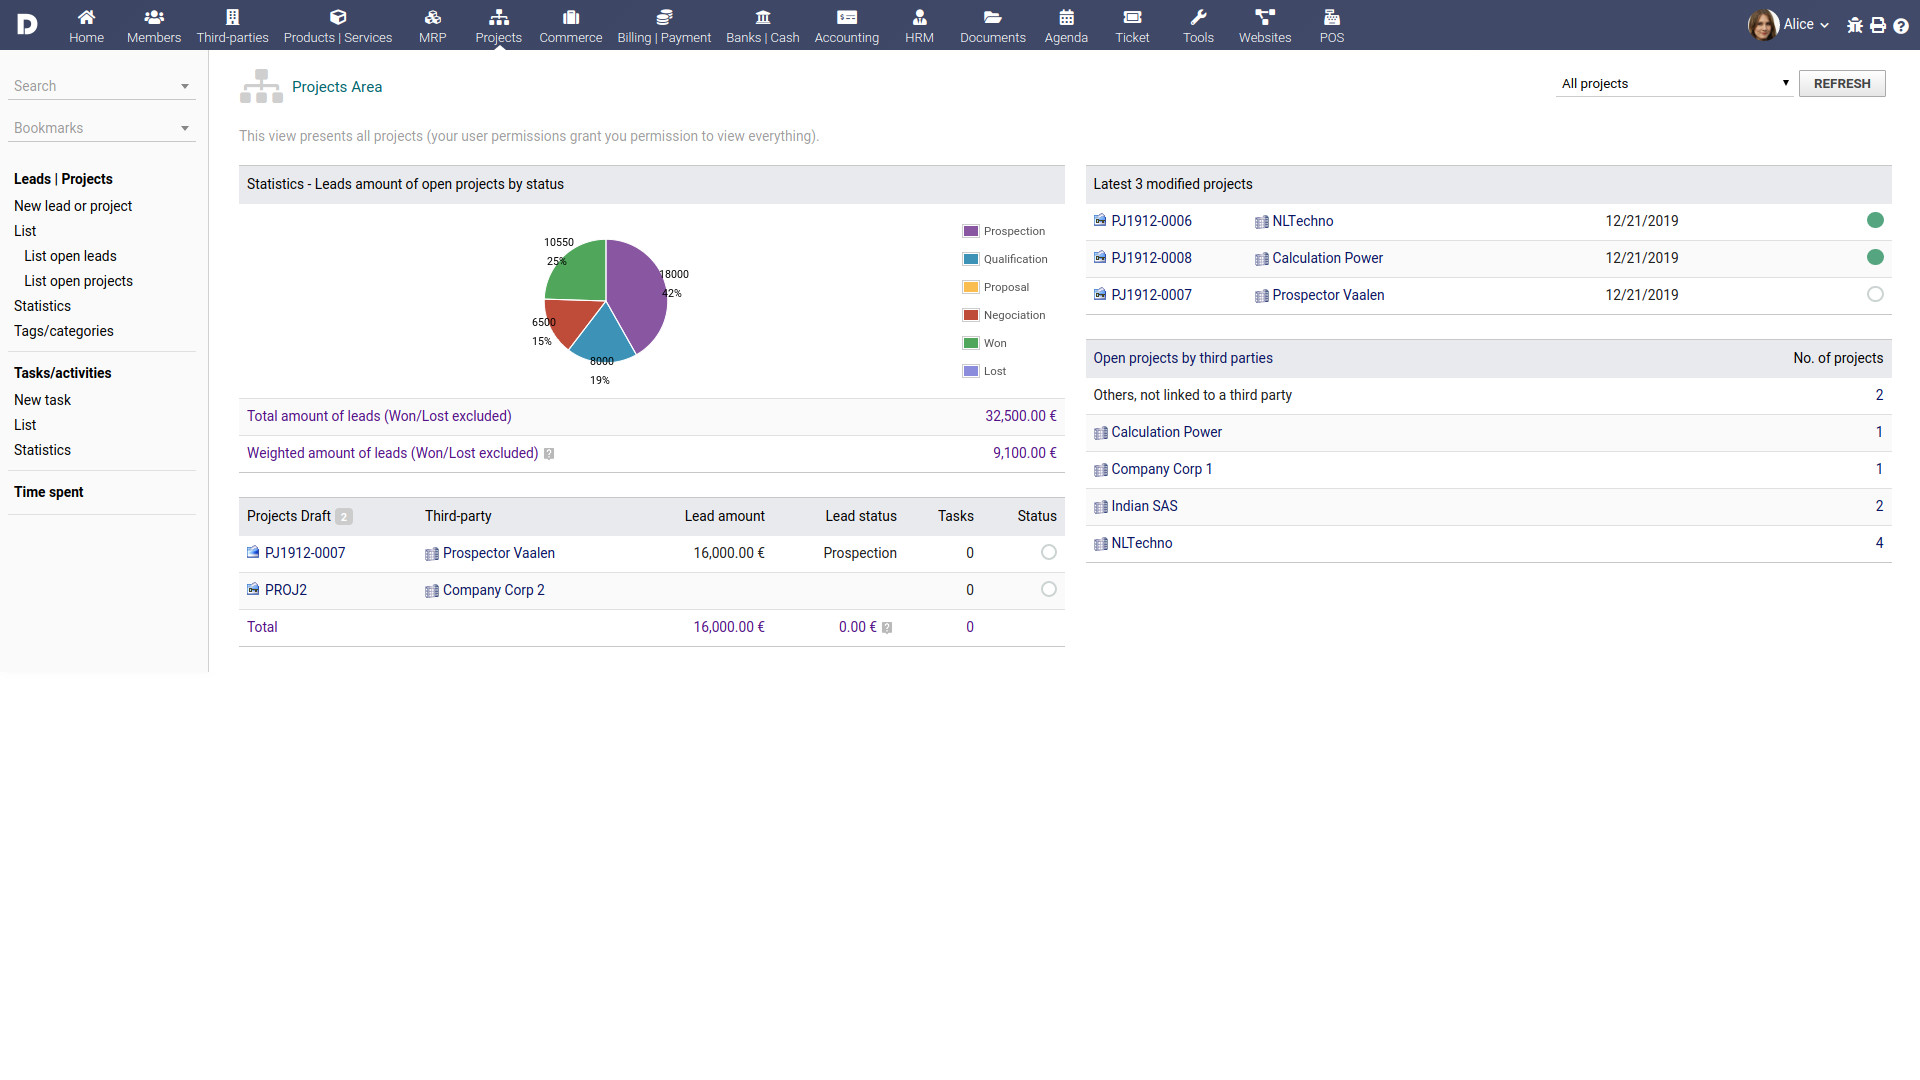 D
Home
Members
Third-parties
Products | Services
MRP
Projects
Commerce
Billing | Payment
Banks | Cash
Accounting
HRM
Documents
Agenda
Ticket
Tools
Websites
POS
Alice
Search
Bookmarks
Leads | Projects
New lead or project
List
List open leads
List open projects
Statistics
Tags/categories
Tasks/activities
New task
List
Statistics
Time spent
Projects Area
All projects
REFRESH
This view presents all projects (your user permissions grant you permission to view everything).
Statistics - Leads amount of open projects by status
10550
25%
18000
42%
6500
15%
8000
19%
Prospection
Qualification
Proposal
Negociation
Won
Lost
Total amount of leads (Won/Lost excluded) 32,500.00 €
Weighted amount of leads (Won/Lost excluded) ? 9,100.00 €
Projects Draft 2 Third-party Lead amount Lead status Tasks Status
PJ1912-0007 Prospector Vaalen 16,000.00 € Prospection 0
PROJ2 Company Corp 2 0
Total 16,000.00 € 0.00 € ? 0
Latest 3 modified projects
PJ1912-0006 NLTechno 12/21/2019
PJ1912-0008 Calculation Power 12/21/2019
PJ1912-0007 Prospector Vaalen 12/21/2019
Open projects by third parties No. of projects
Others, not linked to a third party 2
Calculation Power 1
Company Corp 1 1
Indian SAS 2
NLTechno 4